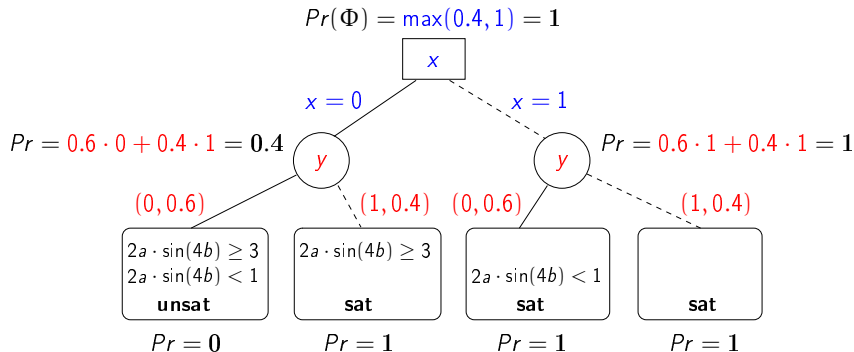 Pr(Φ) = max(0.4, 1) = 1
x
x = 0 x = 1
Pr = 0.6 · 0 + 0.4 · 1 = 0.4 y y Pr = 0.6 · 1 + 0.4 · 1 = 1
(0, 0.6) (1, 0.4) (0, 0.6) (1, 0.4)
2a · sin(4b) ≥ 3 2a · sin(4b) ≥ 3
2a · sin(4b) < 1 2a · sin(4b) < 1
unsat sat sat sat
Pr = 0 Pr = 1 Pr = 1 Pr = 1